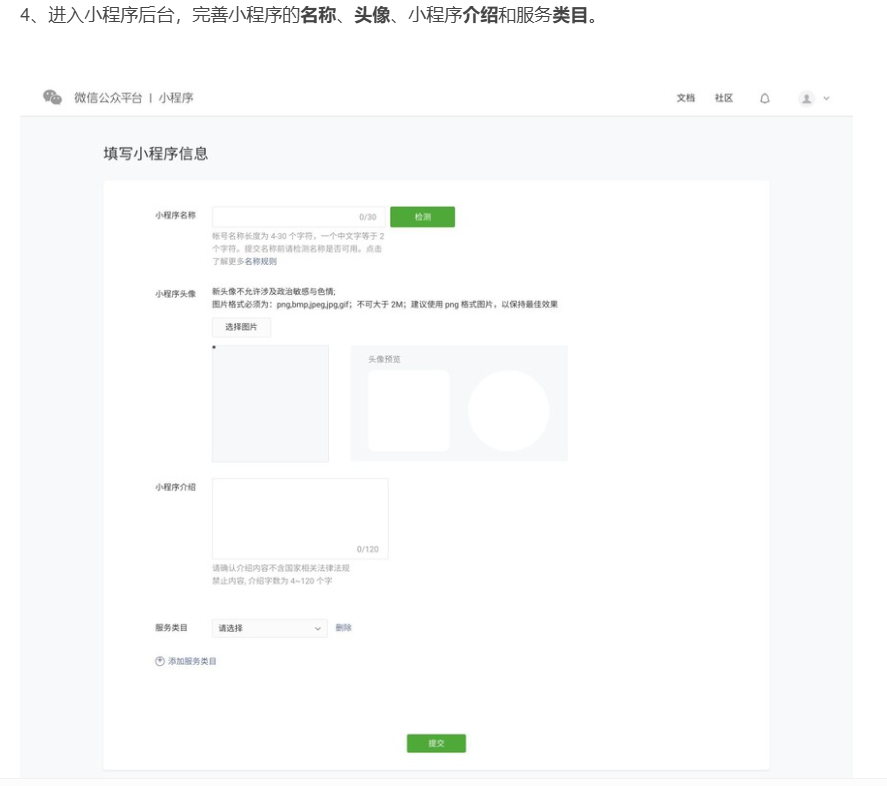 4、进入小程序后台，完善小程序的名称、头像、小程序介绍和服务类目。
微信公众平台 | 小程序
文档 社区
填写小程序信息
小程序名称
0/30
检测
帐号名称长度为 4-30 个字符，一个中文字等于 2
个字符。提交名称前请检测名称是否可用。点击
了解更多名称规则
小程序头像
新头像不允许涉及政治敏感与色情;
图片格式必须为：png,bmp,jpeg,jpg,gif；不可大于 2M；建议使用 png 格式图片，以保持最佳效果
选择图片
头像预览
小程序介绍
0/120
请确认介绍内容不含国家相关法律法规
禁止内容, 介绍字数为 4~120 个字
服务类目
请选择
删除
添加服务类目
提交